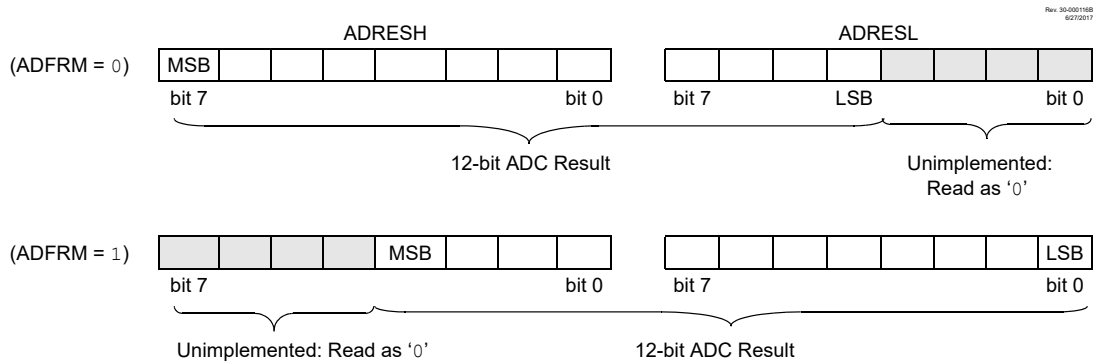 Rev. 30-000116B
6/27/2017
ADRESH ADRESL
(ADFRM = 0) MSB
bit 7 bit 0 bit 7 LSB bit 0
12-bit ADC Result Unimplemented:
Read as ‘0’
(ADFRM = 1) MSB LSB
bit 7 bit 0 bit 7 bit 0
Unimplemented: Read as ‘0’ 12-bit ADC Result